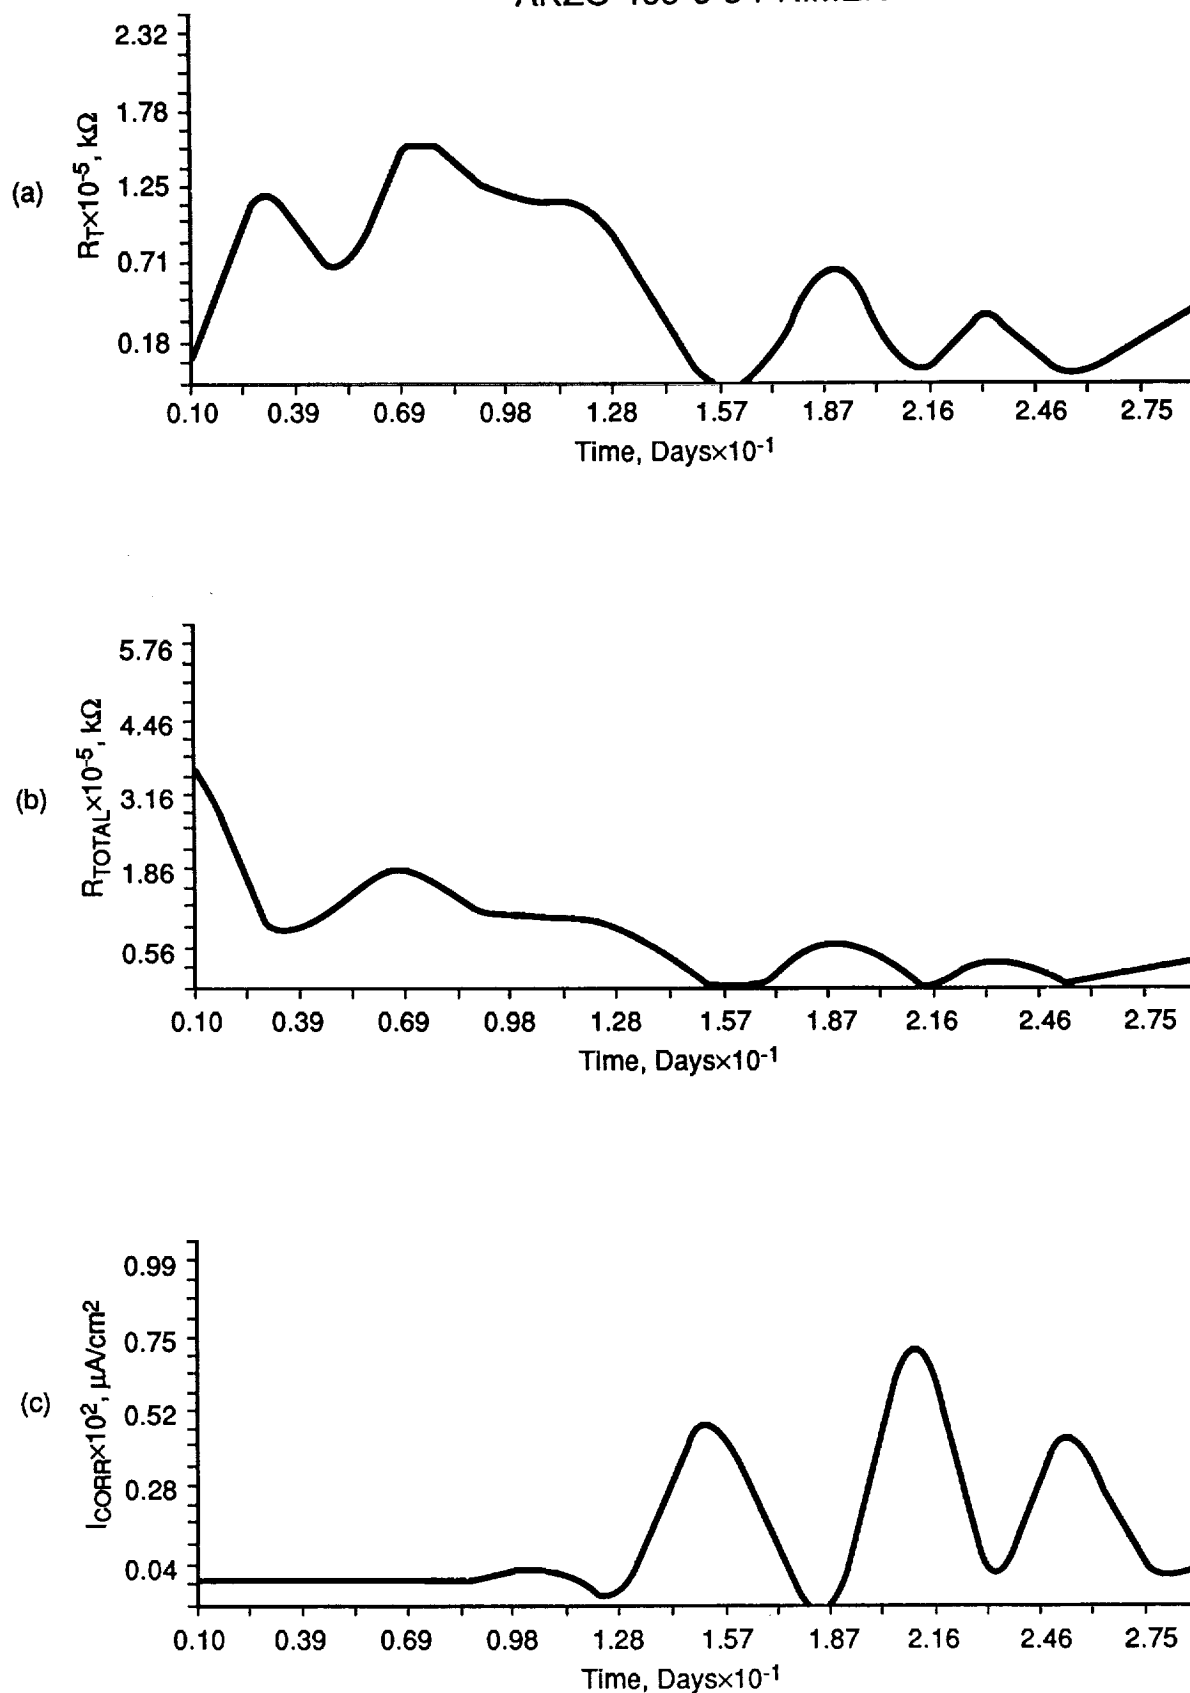 (a)
R_T×10^-5, kΩ
2.32
1.78
1.25
0.71
0.18
0.10 0.39 0.69 0.98 1.28 1.57 1.87 2.16 2.46 2.75
Time, Days×10^-1
(b)
R_TOTAL×10^-5, kΩ
5.76
4.46
3.16
1.86
0.56
0.10 0.39 0.69 0.98 1.28 1.57 1.87 2.16 2.46 2.75
Time, Days×10^-1
(c)
I_CORR×10^2, μA/cm^2
0.99
0.75
0.52
0.28
0.04
0.10 0.39 0.69 0.98 1.28 1.57 1.87 2.16 2.46 2.75
Time, Days×10^-1